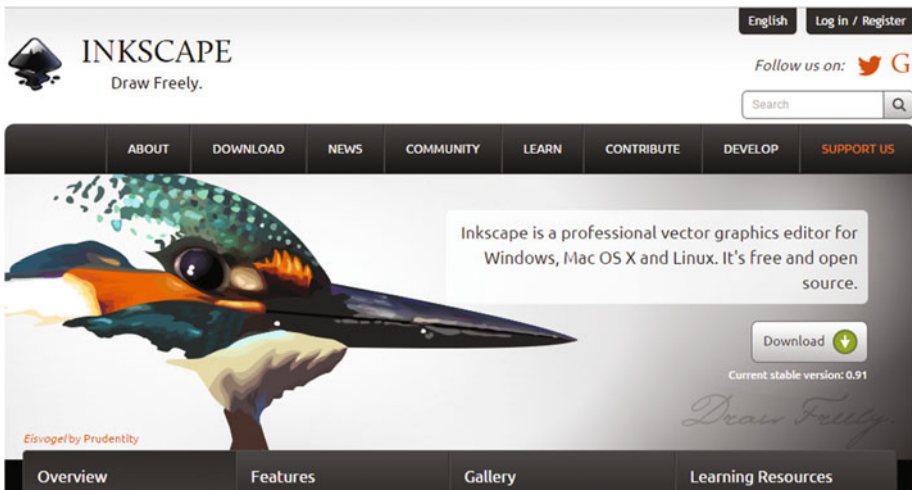 English
Log in / Register
INKSCAPE
Draw Freely.
Follow us on:
Search
ABOUT DOWNLOAD NEWS COMMUNITY LEARN CONTRIBUTE DEVELOP SUPPORT US
Inkscape is a professional vector graphics editor for
Windows, Mac OS X and Linux. It's free and open
source.
Download
Current stable version: 0.91
Draw Freely.
Eisvogel by Prudentity
Overview Features Gallery Learning Resources